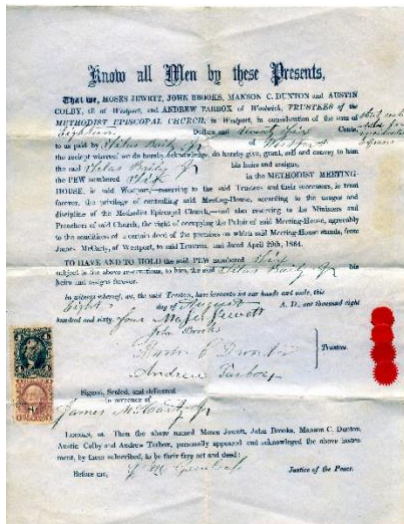 Know all Men by these Presents,
That we, MOSES JEWETT, JOHN BROOKS, MANSON C. DUNTON and AUSTIN
COLBY, all of Westport, and ANDREW TARBOX of Woolwich, TRUSTEES of the
METHODIST EPISCOPAL CHURCH, in Westport, in consideration of the sum of
Eighteen Dollars and Seventy five Cents,
to us paid by Silas Baily Jr of Westport
the receipt whereof we do hereby acknowledge, do hereby give, grant, sell and convey to him
the said Silas Baily Jr his heirs and assigns,
the PEW numbered in the METHODIST MEETING-
HOUSE, in said Westport,—reserving to the said Trustees and their successors, in trust
forever, the privilege of controlling said Meeting-House, according to the usages and
discipline of the Methodist Episcopal Church,—and also reserving to the Ministers and
Preachers of said Church, the right of occupying the Pulpit of said Meeting-House, agreeably
to the conditions of a certain deed of the premises on which said Meeting-House stands, from
James McCarty, of Westport, to said Trustees, and dated April 29th, 1864.
TO HAVE AND TO HOLD the said PEW numbered
subject to the above reservations, to him, the said Silas Baily Jr his
heirs and assigns forever.
In witness whereof, we, the said Trustees, have hereunto set our hands and seals, this
day of August A. D., one thousand eight
hundred and sixty four Moses Jewett
John Brooks
Manson C Dunton
Andrew Tarbox
Trustees.
Signed, Sealed, and delivered
in presence of
James McCarty Jr
LINCOLN, ss. Then the above named Moses Jewett, John Brooks, Manson C. Dunton,
Austin Colby and Andrew Tarbox, personally appeared and acknowledged the above instru-
ment, by them subscribed, to be their free act and deed:
Before me, Justice of the Peace.